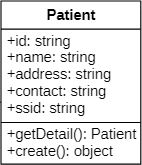 Patient
+id: string
+name: string
+address: string
+contact: string
+ssid: string
+getDetail(): Patient
+create(): object